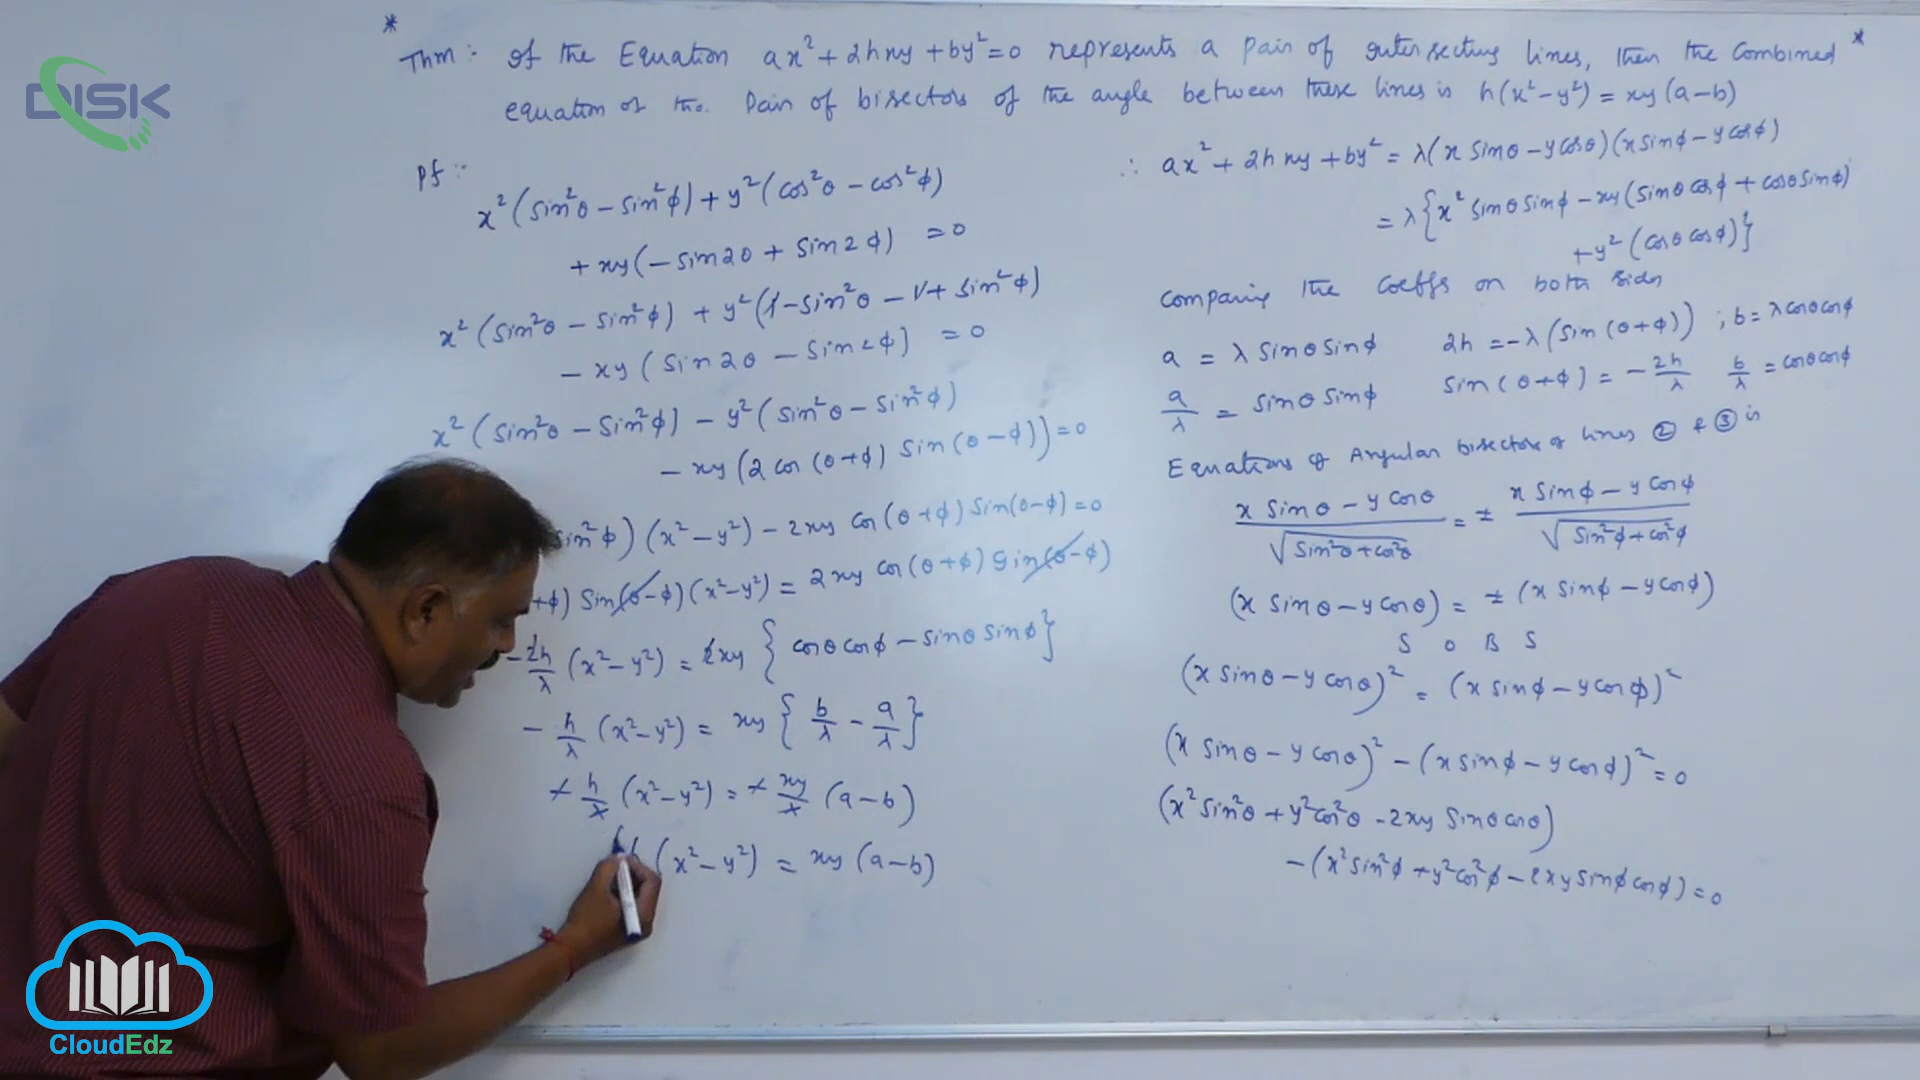 *
Thm :- If the Equation ax² + 2hxy + by² = 0 represents a pair of intersecting lines, then the combined *
equation of the pair of bisectors of the angle between these lines is h(x² - y²) = xy(a - b)
DISK
Pf :-
x²(sin²θ - sin²φ) + y²(cos²θ - cos²φ)
+ xy(-sin2θ + sin2φ) = 0
x²(sin²θ - sin²φ) + y²(1 - sin²θ - 1 + sin²φ)
- xy(sin2θ - sin2φ) = 0
x²(sin²θ - sin²φ) - y²(sin²θ - sin²φ)
- xy(2cos(θ+φ) sin(θ-φ)) = 0
sin²φ)(x² - y²) - 2xy cos(θ+φ) sin(θ-φ) = 0
+φ) sin(θ-φ)(x² - y²) = 2xy cos(θ+φ) sin(θ-φ)
-2h/λ (x² - y²) = 2xy {cosθ cosφ - sinθ sinφ}
- h/λ (x² - y²) = xy {b/λ - a/λ}
- h/λ (x² - y²) = - xy/λ (a - b)
h (x² - y²) = xy (a - b)
∴ ax² + 2hxy + by² = λ(x sinθ - y cosθ)(x sinφ - y cosφ)
= λ{x² sinθ sinφ - xy(sinθ cosφ + cosθ sinφ)
+ y²(cosθ cosφ)}
Comparing the coeffs on both sides
a = λ sinθ sinφ 2h = -λ(sin(θ+φ)) ; b = λ cosθ cosφ
a/λ = sinθ sinφ sin(θ+φ) = -2h/λ b/λ = cosθ cosφ
Equations of Angular bisectors of lines ② & ③ is
x sinθ - y cosθ / √sin²θ + cos²θ = ± x sinφ - y cosφ / √sin²φ + cos²φ
(x sinθ - y cosθ) = ± (x sinφ - y cosφ)
S O B S
(x sinθ - y cosθ)² = (x sinφ - y cosφ)²
(x sinθ - y cosθ)² - (x sinφ - y cosφ)² = 0
(x² sin²θ + y² cos²θ - 2xy sinθ cosθ)
- (x² sin²φ + y² cos²φ - 2xy sinφ cosφ) = 0
CloudEdz